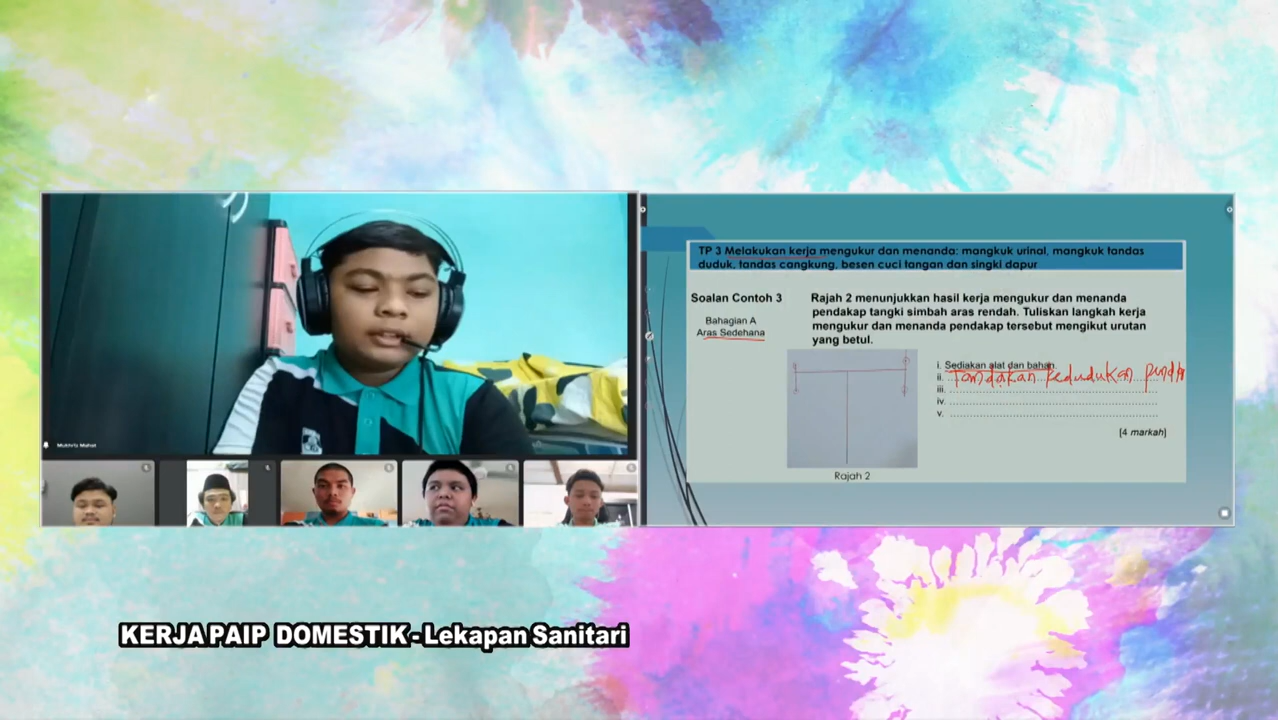 TP 3 Melakukan kerja mengukur dan menanda: mangkuk urinal, mangkuk tandas
duduk, tandas cangkung, besen cuci tangan dan singki dapur
Soalan Contoh 3
Bahagian A
Aras Sedehana
Rajah 2 menunjukkan hasil kerja mengukur dan menanda
pendakap tangki simbah aras rendah. Tuliskan langkah kerja
mengukur dan menanda pendakap tersebut mengikut urutan
yang betul.
i. Sediakan alat dan bahan
ii. Tandakan kedudukan
iii. ......................................................
iv. ......................................................
v. ......................................................
[4 markah]
Rajah 2
Mukhriz Mahat
KERJA PAIP DOMESTIK - Lekapan Sanitari